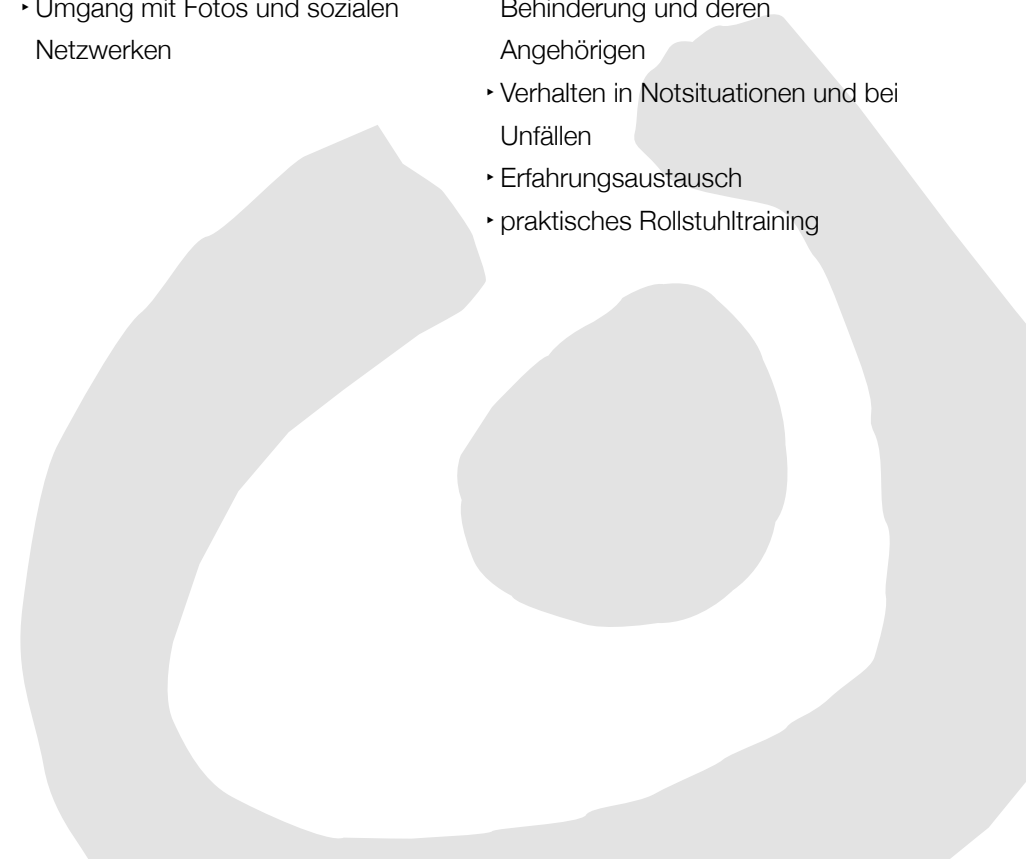 ‣ Umgang mit Fotos und sozialen
Netzwerken
Behinderung und deren
Angehörigen
‣ Verhalten in Notsituationen und bei
Unfällen
‣ Erfahrungsaustausch
‣ praktisches Rollstuhltraining